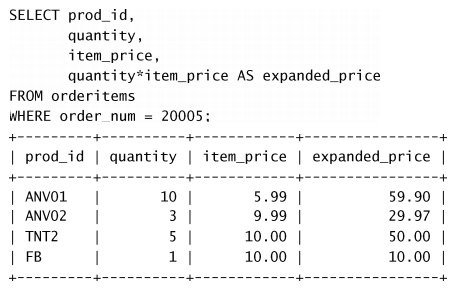 SELECT prod_id,
       quantity,
       item_price,
       quantity*item_price AS expanded_price
FROM orderitems
WHERE order_num = 20005;
+---------+----------+------------+----------------+
| prod_id | quantity | item_price | expanded_price |
+---------+----------+------------+----------------+
| ANV01   |       10 |       5.99 |          59.90 |
| ANV02   |        3 |       9.99 |          29.97 |
| TNT2    |        5 |      10.00 |          50.00 |
| FB      |        1 |      10.00 |          10.00 |
+---------+----------+------------+----------------+